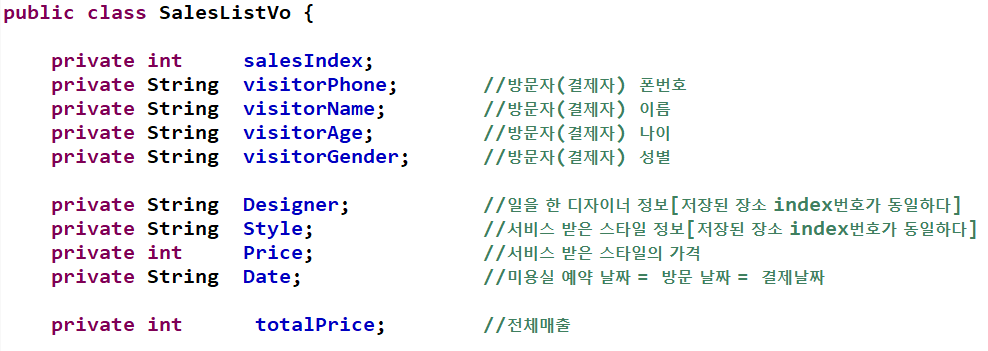 public class SalesListVo {
private int salesIndex;
private String visitorPhone; //방문자(결제자) 폰번호
private String visitorName; //방문자(결제자) 이름
private String visitorAge; //방문자(결제자) 나이
private String visitorGender; //방문자(결제자) 성별
private String Designer; //일을 한 디자이너 정보[저장된 장소 index번호가 동일하다]
private String Style; //서비스 받은 스타일 정보[저장된 장소 index번호가 동일하다]
private int Price; //서비스 받은 스타일의 가격
private String Date; //미용실 예약 날짜 = 방문 날짜 = 결제날짜
private int totalPrice; //전체매출